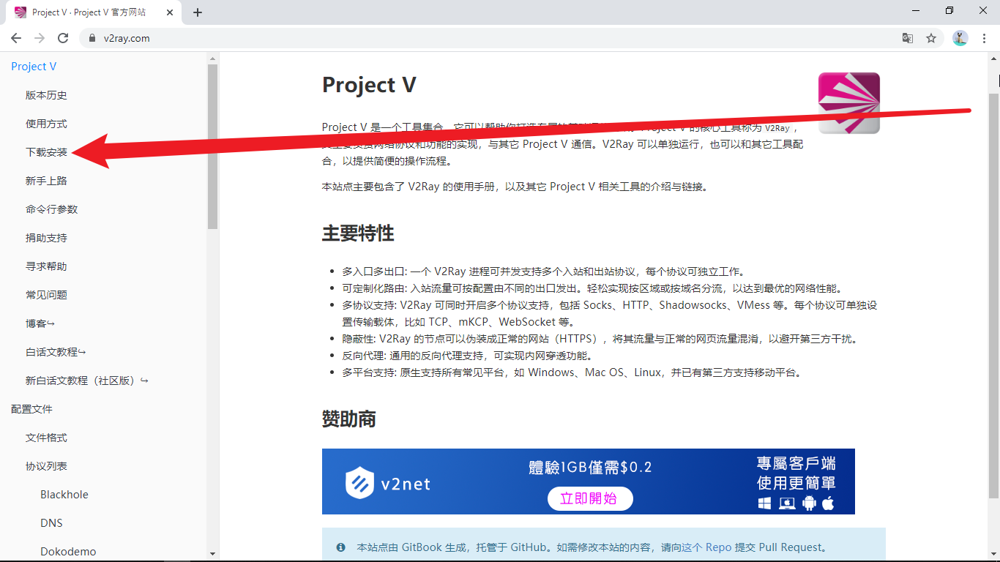 Project V · Project V 官方网站
v2ray.com
Project V
版本历史
使用方式
下载安装
新手上路
命令行参数
捐助支持
寻求帮助
常见问题
博客↪
白话文教程↪
新白话文教程（社区版）↪
配置文件
文件格式
协议列表
Blackhole
DNS
Dokodemo
Project V
Project V 是一个工具集合，它可以帮助你打造专属的 Project V 的核心工具称为 V2Ray，
网络协议和功能的实现，与其它 Project V 通信。V2Ray 可以单独运行，也可以和其它工具配
合，以提供简便的操作流程。
本站点主要包含了 V2Ray 的使用手册，以及其它 Project V 相关工具的介绍与链接。
主要特性
• 多入口多出口: 一个 V2Ray 进程可并发支持多个入站和出站协议，每个协议可独立工作。
• 可定制化路由: 入站流量可按配置由不同的出口发出。轻松实现按区域或按域名分流，以达到最优的网络性能。
• 多协议支持: V2Ray 可同时开启多个协议支持，包括 Socks、HTTP、Shadowsocks、VMess 等。每个协议可单独设
置传输载体，比如 TCP、mKCP、WebSocket 等。
• 隐蔽性: V2Ray 的节点可以伪装成正常的网站（HTTPS），将其流量与正常的网页流量混淆，以避开第三方干扰。
• 反向代理: 通用的反向代理支持，可实现内网穿透功能。
• 多平台支持: 原生支持所有常见平台，如 Windows、Mac OS、Linux，并已有第三方支持移动平台。
赞助商
v2net
體驗1GB僅需$0.2
立即開始
專屬客戶端
使用更簡單
本站点由 GitBook 生成，托管于 GitHub。如需修改本站的内容，请向这个 Repo 提交 Pull Request。